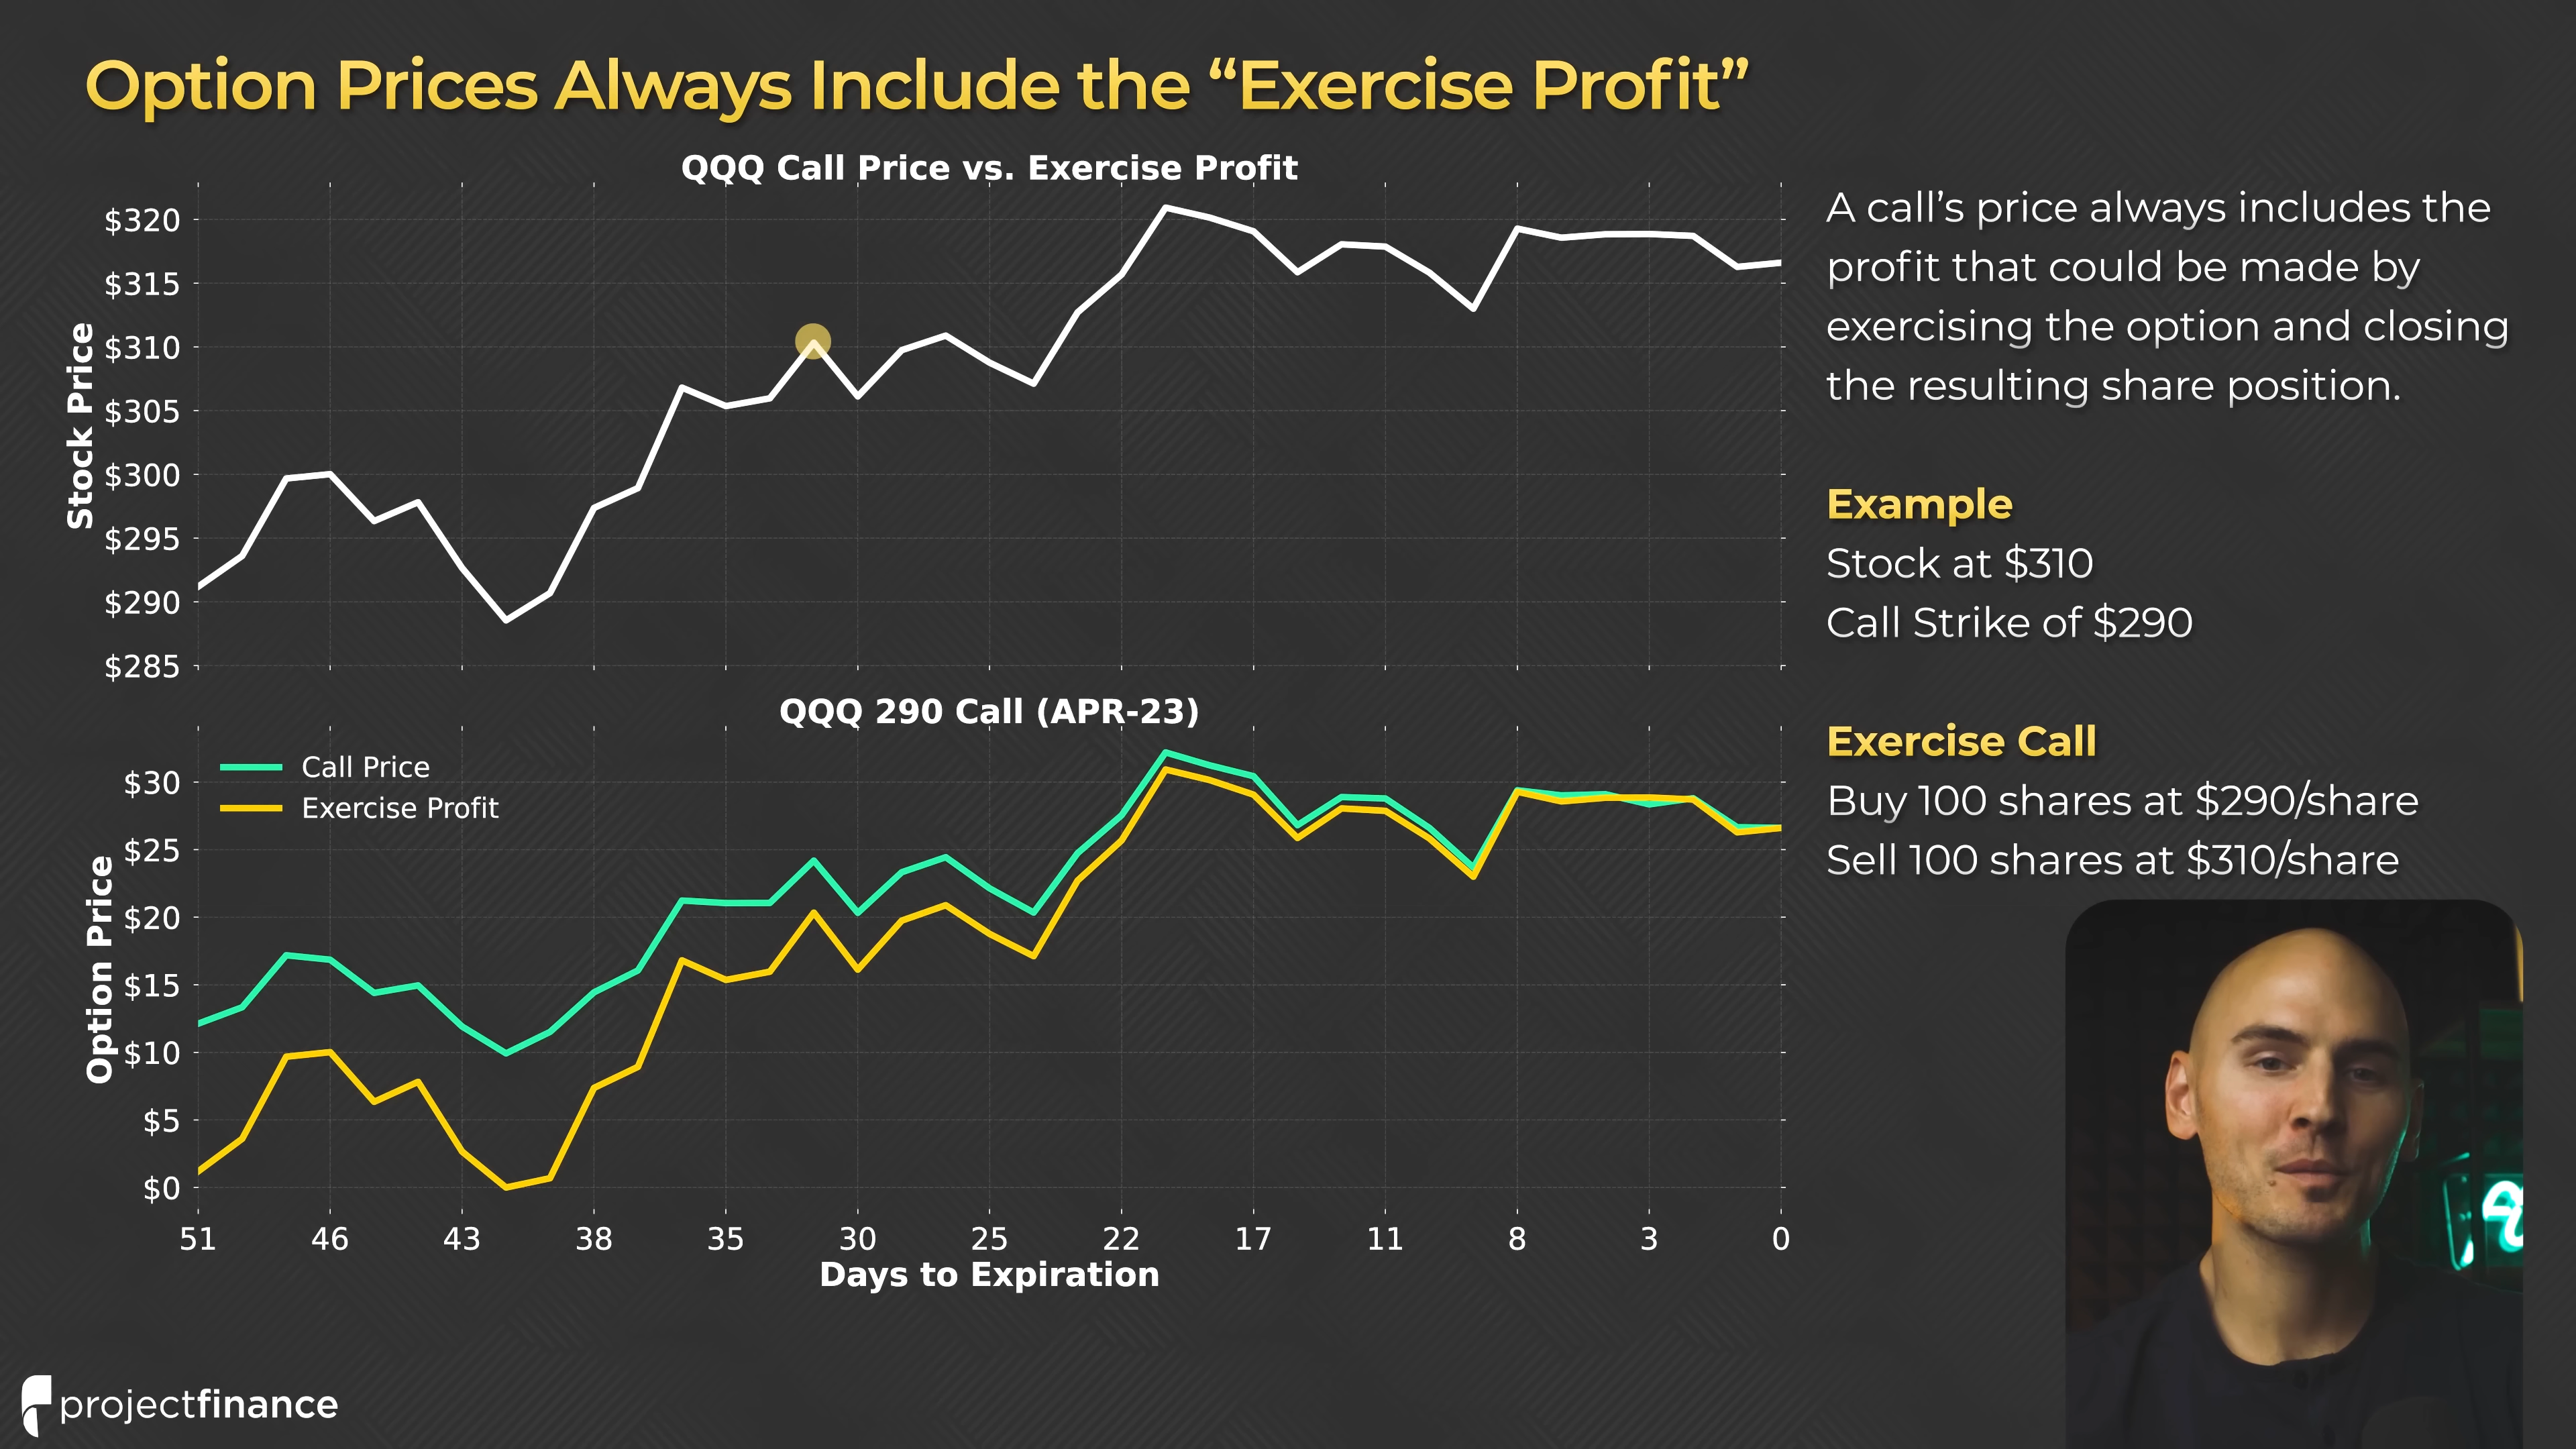 Option Prices Always Include the “Exercise Profit”
QQQ Call Price vs. Exercise Profit
Stock Price
$320
$315
$310
$305
$300
$295
$290
$285
QQQ 290 Call (APR-23)
Call Price
Exercise Profit
Option Price
$30
$25
$20
$15
$10
$5
$0
51 46 43 38 35 30 25 22 17 11 8 3 0
Days to Expiration
A call’s price always includes the
profit that could be made by
exercising the option and closing
the resulting share position.
Example
Stock at $310
Call Strike of $290
Exercise Call
Buy 100 shares at $290/share
Sell 100 shares at $310/share
projectfinance